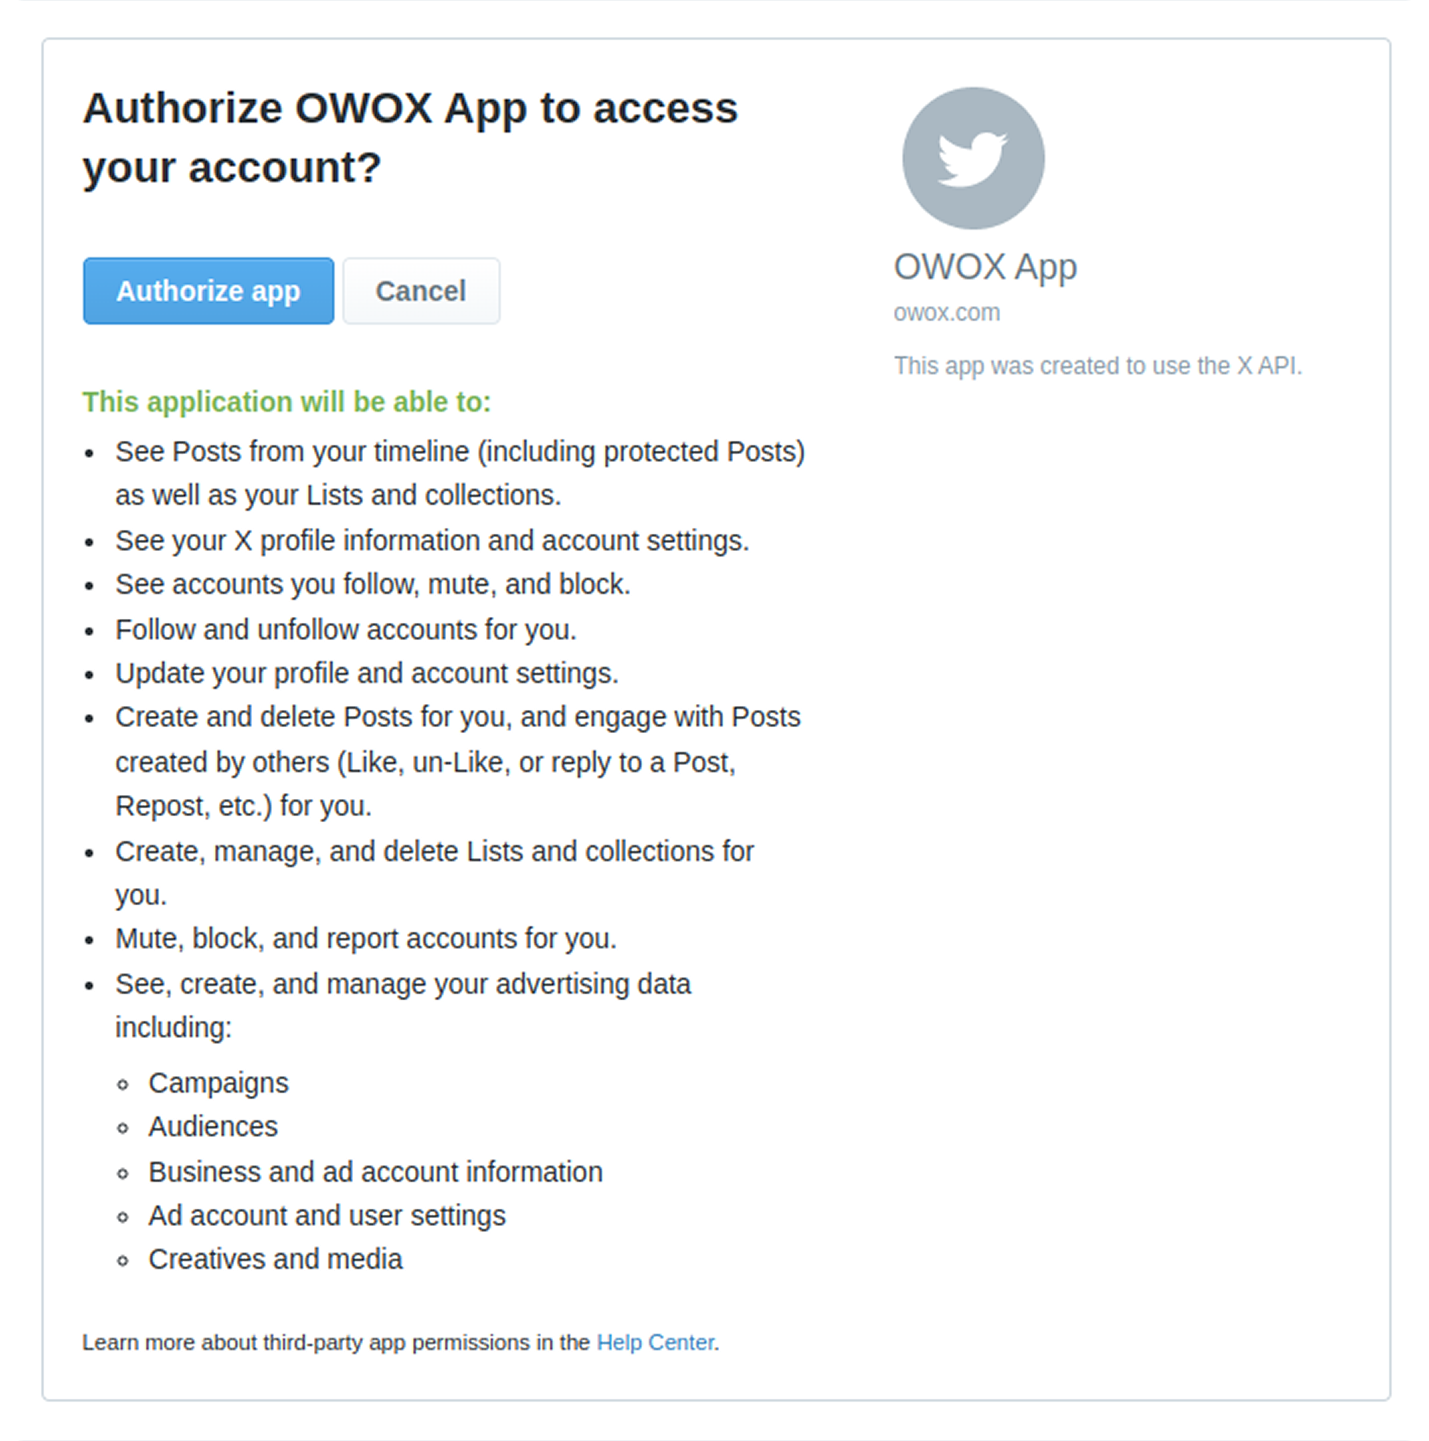 Authorize OWOX App to access
your account?
Authorize app
Cancel
OWOX App
owox.com
This app was created to use the X API.
This application will be able to:
• See Posts from your timeline (including protected Posts)
as well as your Lists and collections.
• See your X profile information and account settings.
• See accounts you follow, mute, and block.
• Follow and unfollow accounts for you.
• Update your profile and account settings.
• Create and delete Posts for you, and engage with Posts
created by others (Like, un-Like, or reply to a Post,
Repost, etc.) for you.
• Create, manage, and delete Lists and collections for
you.
• Mute, block, and report accounts for you.
• See, create, and manage your advertising data
including:
◦ Campaigns
◦ Audiences
◦ Business and ad account information
◦ Ad account and user settings
◦ Creatives and media
Learn more about third-party app permissions in the Help Center.